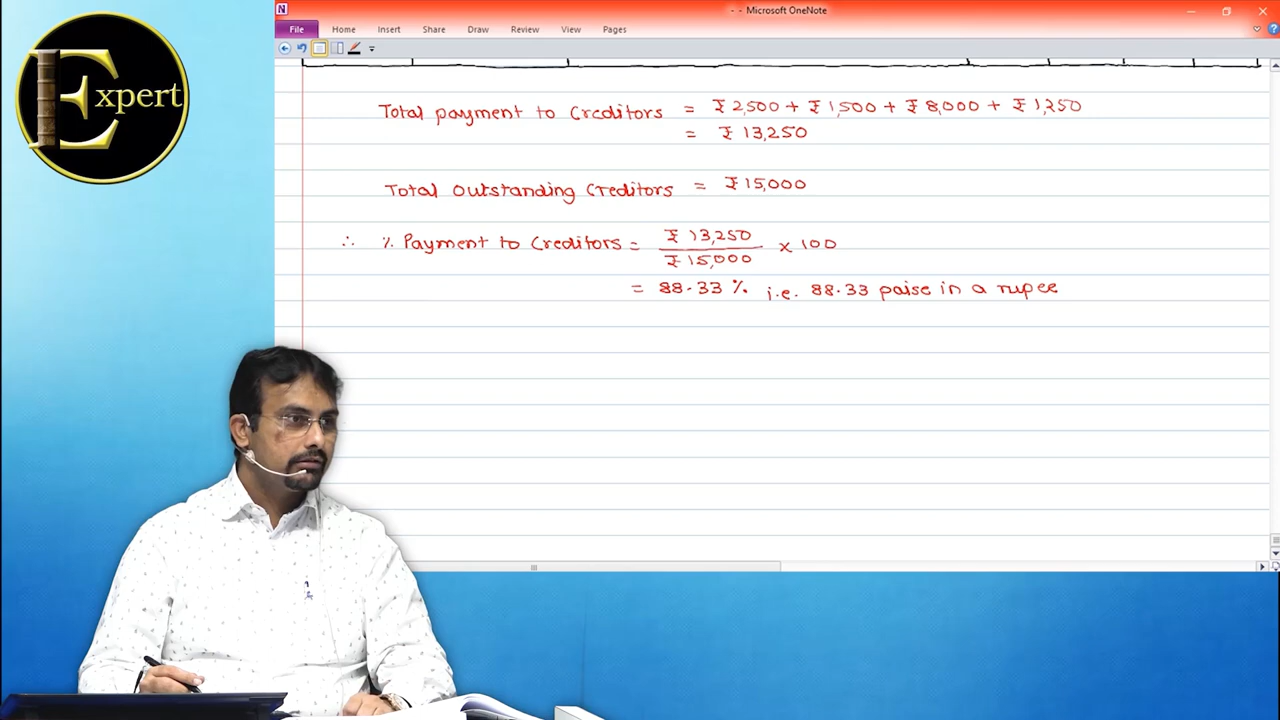 Expert
- - Microsoft OneNote
File Home Insert Share Draw Review View Pages
Total payment to Creditors = ₹ 2,500 + ₹ 1,500 + ₹ 8,000 + ₹ 1,250
= ₹ 13,250
Total Outstanding Creditors = ₹ 15,000
∴ % Payment to Creditors = ₹ 13,250
₹ 15,000 × 100
= 88.33 % i.e. 88.33 paise in a rupee